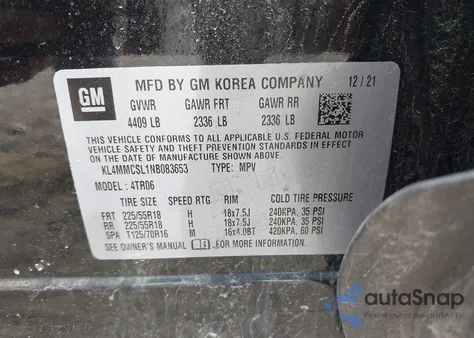 GM
MFD BY GM KOREA COMPANY 12/21
GVWR GAWR FRT GAWR RR
4409 LB 2336 LB 2336 LB
THIS VEHICLE CONFORMS TO ALL APPLICABLE U.S. FEDERAL MOTOR
VEHICLE SAFETY AND THEFT PREVENTION STANDARDS IN EFFECT
ON THE DATE OF MANUFACTURE SHOWN ABOVE.
KL4MMCSL1NB083653 TYPE: MPV
MODEL: 4TR06
TIRE SIZE SPEED RTG RIM COLD TIRE PRESSURE
FRT 225/55R18 H 18x7.5J 240KPA, 35 PSI
RR 225/55R18 H 18x7.5J 240KPA, 35 PSI
SPA T125/70R16 M 16x4.0BT 420KPA, 60 PSI
SEE OWNER'S MANUAL FOR MORE INFORMATION.
autoSnap